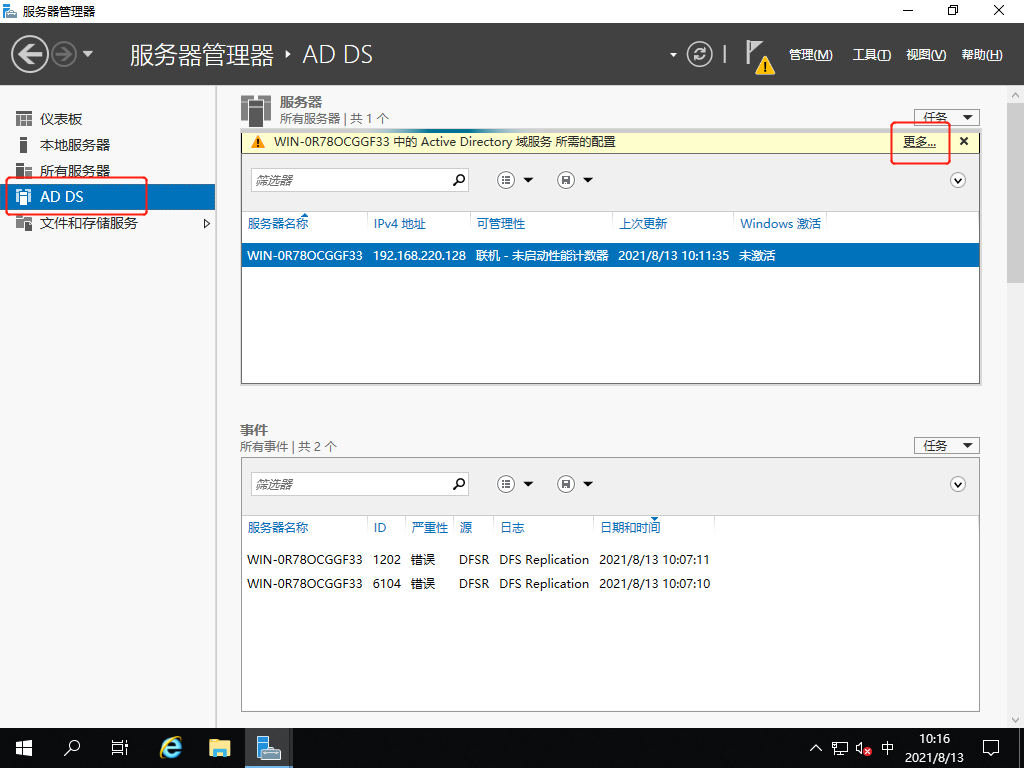 服务器管理器
服务器管理器 ‣ AD DS
管理(M) 工具(T) 视图(V) 帮助(H)
仪表板
本地服务器
所有服务器
AD DS
文件和存储服务
服务器
所有服务器 | 共 1 个
任务
WIN-0R78OCGGF33 中的 Active Directory 域服务 所需的配置
更多...
筛选器
服务器名称 IPv4 地址 可管理性 上次更新 Windows 激活
WIN-0R78OCGGF33 192.168.220.128 联机 - 未启动性能计数器 2021/8/13 10:11:35 未激活
事件
所有事件 | 共 2 个
任务
筛选器
服务器名称 ID 严重性 源 日志 日期和时间
WIN-0R78OCGGF33 1202 错误 DFSR DFS Replication 2021/8/13 10:07:11
WIN-0R78OCGGF33 6104 错误 DFSR DFS Replication 2021/8/13 10:07:10
中
10:16
2021/8/13